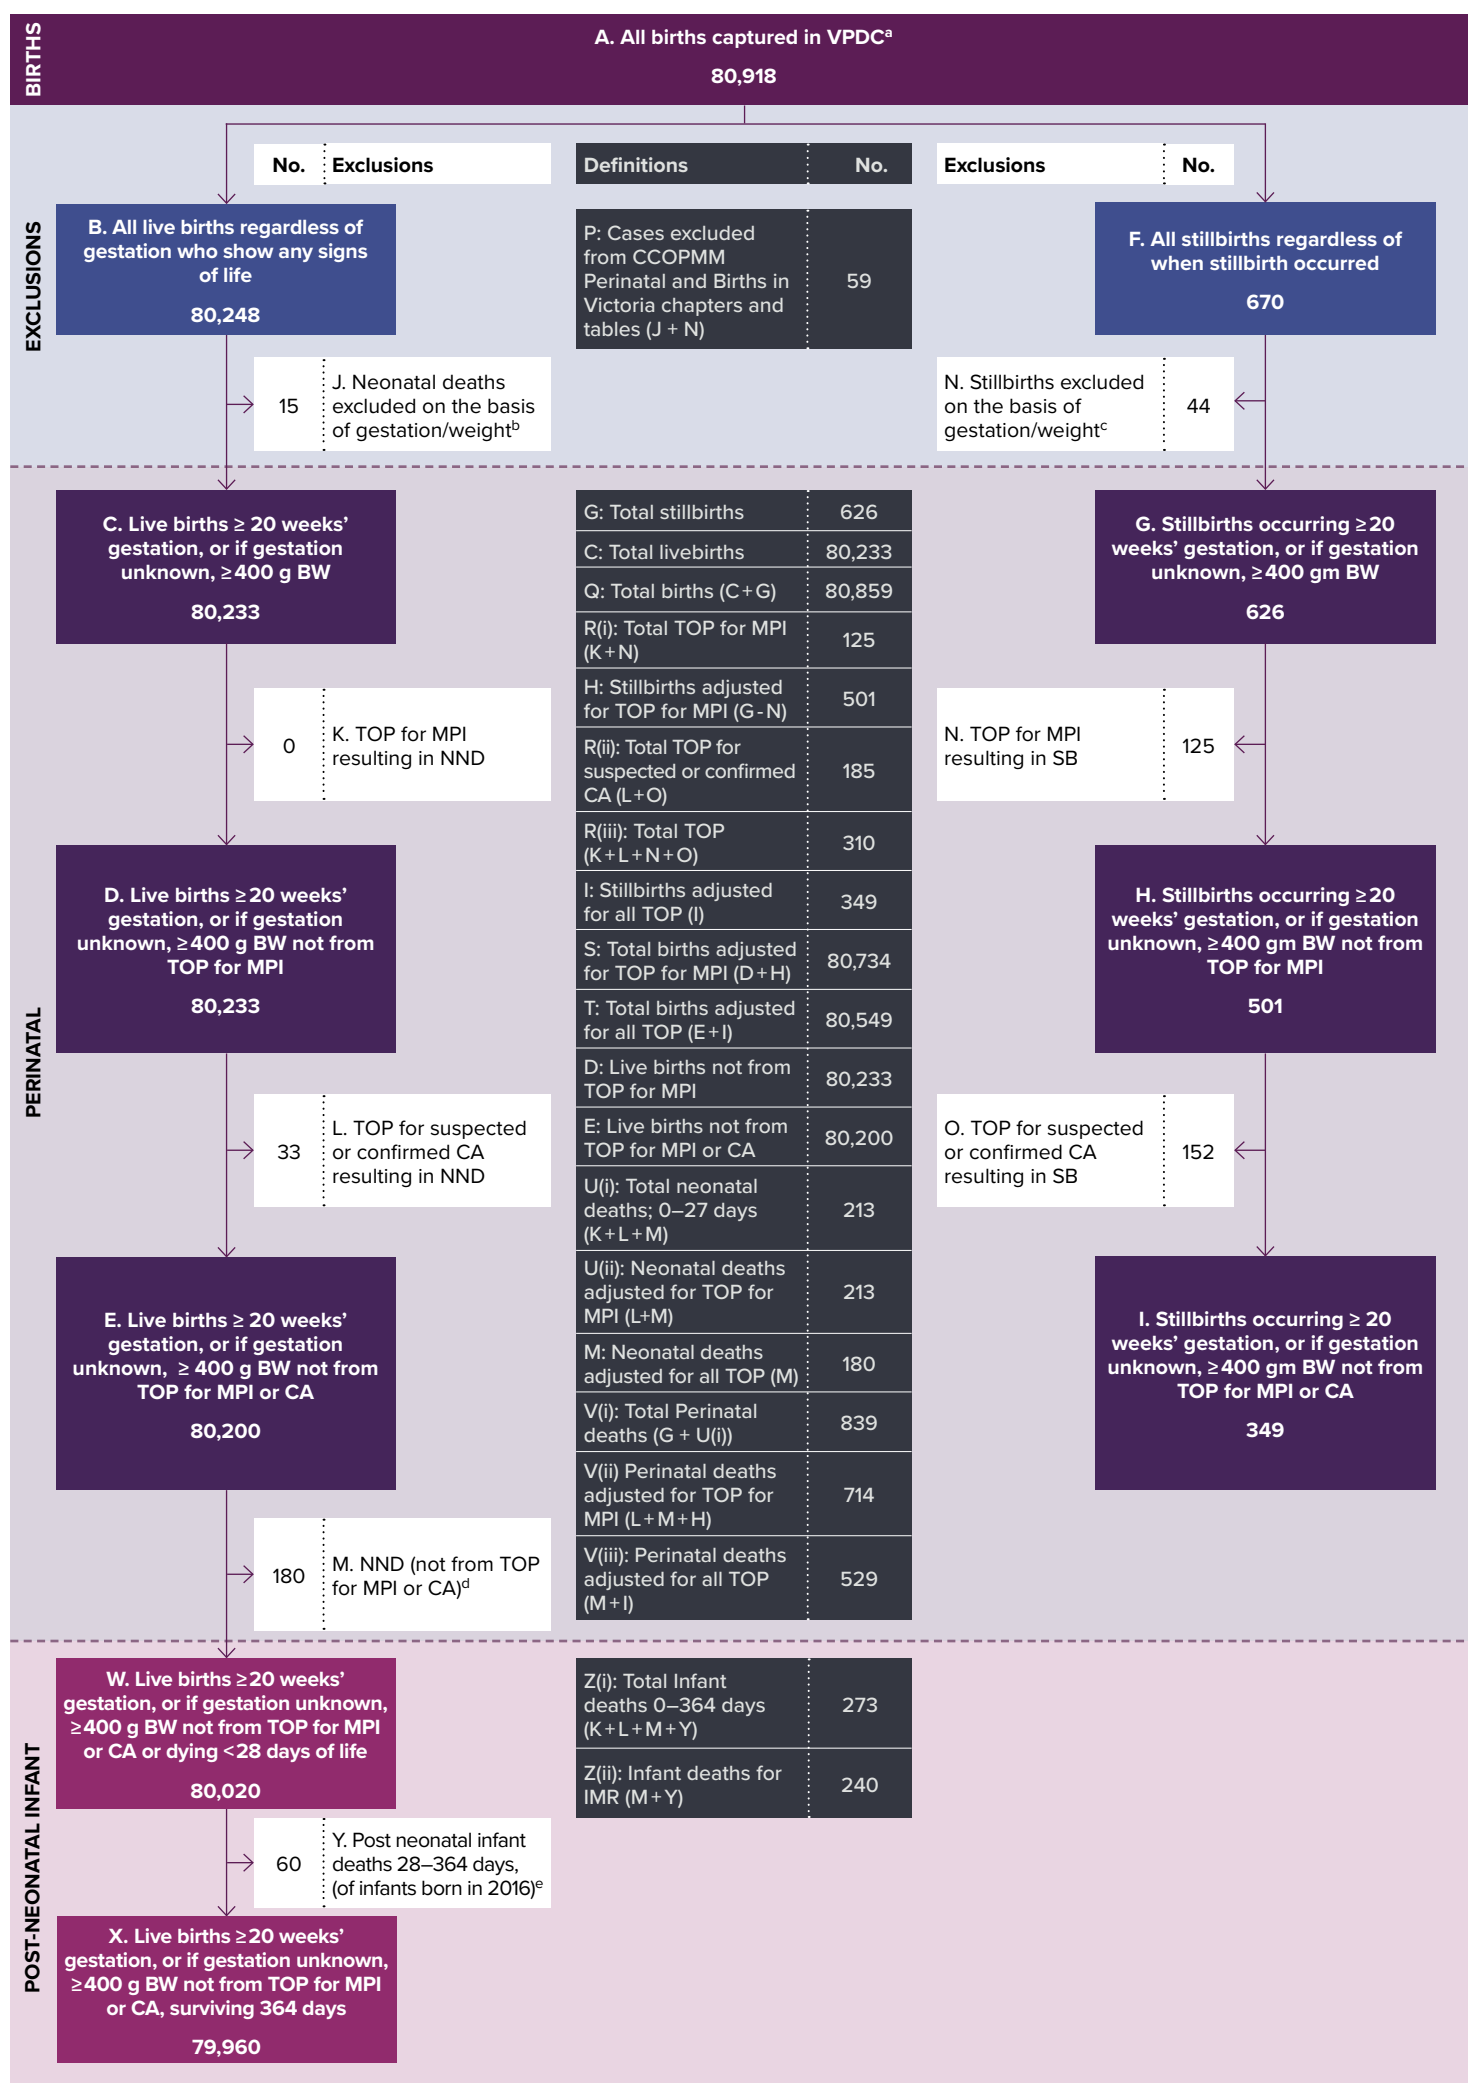 BIRTHS
A. All births captured in VPDCa
80,918
EXCLUSIONS
No. Exclusions
Definitions No.
Exclusions No.
B. All live births regardless of
gestation who show any signs
of life
80,248
P: Cases excluded
from CCOPMM
Perinatal and Births in
Victoria chapters and
tables (J + N)
59
F. All stillbirths regardless of
when stillbirth occurred
670
15
J. Neonatal deaths
excluded on the basis
of gestation/weightb
N. Stillbirths excluded
on the basis of
gestation/weightc
44
PERINATAL
C. Live births ≥ 20 weeks'
gestation, or if gestation
unknown, ≥400 g BW
80,233
0
K. TOP for MPI
resulting in NND
D. Live births ≥20 weeks'
gestation, or if gestation
unknown, ≥400 g BW not from
TOP for MPI
80,233
33
L. TOP for suspected
or confirmed CA
resulting in NND
E. Live births ≥ 20 weeks'
gestation, or if gestation
unknown, ≥ 400 g BW not from
TOP for MPI or CA
80,200
180
M. NND (not from TOP
for MPI or CA)d
G: Total stillbirths 626
C: Total livebirths 80,233
Q: Total births (C+G) 80,859
R(i): Total TOP for MPI
(K+N)
125
H: Stillbirths adjusted
for TOP for MPI (G-N)
501
R(ii): Total TOP for
suspected or confirmed
CA (L+O)
185
R(iii): Total TOP
(K+L+N+O)
310
I: Stillbirths adjusted
for all TOP (I)
349
S: Total births adjusted
for TOP for MPI (D+H)
80,734
T: Total births adjusted
for all TOP (E+I)
80,549
D: Live births not from
TOP for MPI
80,233
E: Live births not from
TOP for MPI or CA
80,200
U(i): Total neonatal
deaths; 0–27 days
(K+L+M)
213
U(ii): Neonatal deaths
adjusted for TOP for
MPI (L+M)
213
M: Neonatal deaths
adjusted for all TOP (M)
180
V(i): Total Perinatal
deaths (G + U(i))
839
V(ii) Perinatal deaths
adjusted for TOP for
MPI (L+M+H)
714
V(iii): Perinatal deaths
adjusted for all TOP
(M+I)
529
G. Stillbirths occurring ≥20
weeks' gestation, or if gestation
unknown, ≥400 gm BW
626
N. TOP for MPI
resulting in SB
125
H. Stillbirths occurring ≥20
weeks' gestation, or if gestation
unknown, ≥400 gm BW not from
TOP for MPI
501
O. TOP for suspected
or confirmed CA
resulting in SB
152
I. Stillbirths occurring ≥ 20
weeks' gestation, or if gestation
unknown, ≥400 gm BW not from
TOP for MPI or CA
349
POST-NEONATAL INFANT
W. Live births ≥20 weeks'
gestation, or if gestation unknown,
≥400 g BW not from TOP for MPI
or CA or dying <28 days of life
80,020
Z(i): Total Infant
deaths 0–364 days
(K+L+M+Y)
273
Z(ii): Infant deaths for
IMR (M+Y)
240
60
Y. Post neonatal infant
deaths 28–364 days,
(of infants born in 2016)e
X. Live births ≥20 weeks'
gestation, or if gestation unknown,
≥400 g BW not from TOP for MPI
or CA, surviving 364 days
79,960